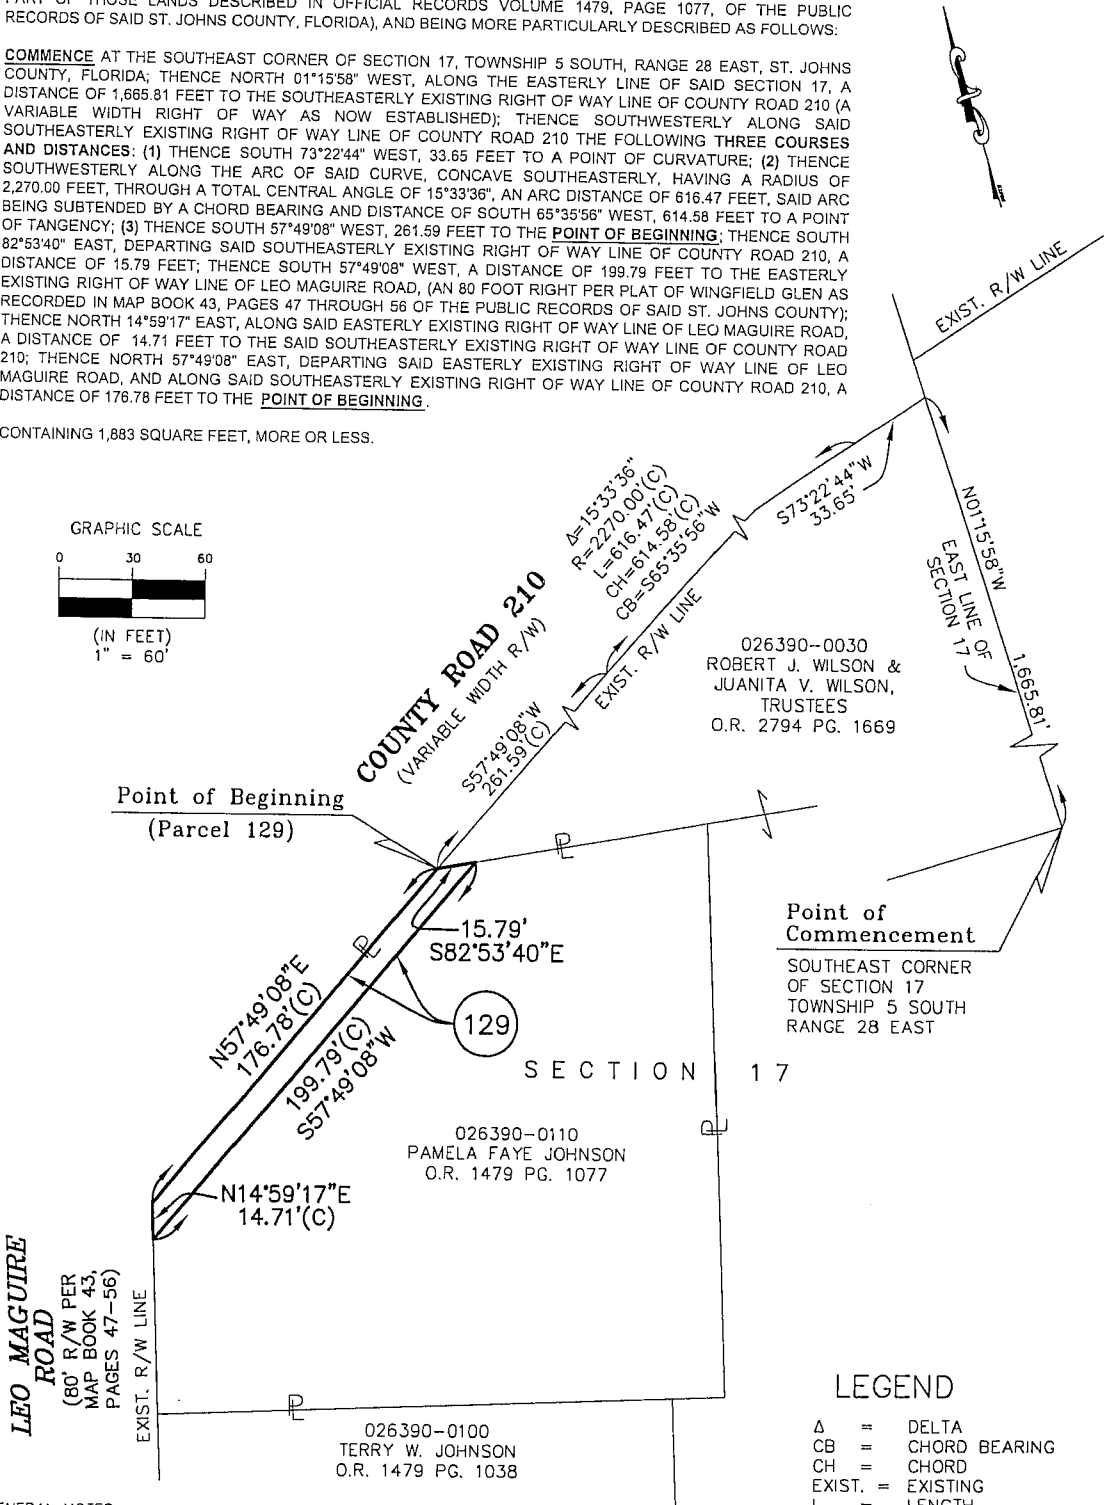 PART OF THOSE LANDS DESCRIBED IN OFFICIAL RECORDS VOLUME 1479, PAGE 1077, OF THE PUBLIC
RECORDS OF SAID ST. JOHNS COUNTY, FLORIDA), AND BEING MORE PARTICULARLY DESCRIBED AS FOLLOWS:
COMMENCE AT THE SOUTHEAST CORNER OF SECTION 17, TOWNSHIP 5 SOUTH, RANGE 28 EAST, ST. JOHNS
COUNTY, FLORIDA; THENCE NORTH 01°15'58" WEST, ALONG THE EASTERLY LINE OF SAID SECTION 17, A
DISTANCE OF 1,665.81 FEET TO THE SOUTHEASTERLY EXISTING RIGHT OF WAY LINE OF COUNTY ROAD 210 (A
VARIABLE WIDTH RIGHT OF WAY AS NOW ESTABLISHED); THENCE SOUTHWESTERLY ALONG SAID
SOUTHEASTERLY EXISTING RIGHT OF WAY LINE OF COUNTY ROAD 210 THE FOLLOWING THREE COURSES
AND DISTANCES: (1) THENCE SOUTH 73°22'44" WEST, 33.65 FEET TO A POINT OF CURVATURE; (2) THENCE
SOUTHWESTERLY ALONG THE ARC OF SAID CURVE, CONCAVE SOUTHEASTERLY, HAVING A RADIUS OF
2,270.00 FEET, THROUGH A TOTAL CENTRAL ANGLE OF 15°33'36", AN ARC DISTANCE OF 616.47 FEET, SAID ARC
BEING SUBTENDED BY A CHORD BEARING AND DISTANCE OF SOUTH 65°35'56" WEST, 614.58 FEET TO A POINT
OF TANGENCY; (3) THENCE SOUTH 57°49'08" WEST, 261.59 FEET TO THE POINT OF BEGINNING; THENCE SOUTH
82°53'40" EAST, DEPARTING SAID SOUTHEASTERLY EXISTING RIGHT OF WAY LINE OF COUNTY ROAD 210, A
DISTANCE OF 15.79 FEET; THENCE SOUTH 57°49'08" WEST, A DISTANCE OF 199.79 FEET TO THE EASTERLY
EXISTING RIGHT OF WAY LINE OF LEO MAGUIRE ROAD, (AN 80 FOOT RIGHT PER PLAT OF WINGFIELD GLEN AS
RECORDED IN MAP BOOK 43, PAGES 47 THROUGH 56 OF THE PUBLIC RECORDS OF SAID ST. JOHNS COUNTY);
THENCE NORTH 14°59'17" EAST, ALONG SAID EASTERLY EXISTING RIGHT OF WAY LINE OF LEO MAGUIRE ROAD,
A DISTANCE OF 14.71 FEET TO THE SAID SOUTHEASTERLY EXISTING RIGHT OF WAY LINE OF COUNTY ROAD
210; THENCE NORTH 57°49'08" EAST, DEPARTING SAID EASTERLY EXISTING RIGHT OF WAY LINE OF LEO
MAGUIRE ROAD, AND ALONG SAID SOUTHEASTERLY EXISTING RIGHT OF WAY LINE OF COUNTY ROAD 210, A
DISTANCE OF 176.78 FEET TO THE POINT OF BEGINNING.
CONTAINING 1,883 SQUARE FEET, MORE OR LESS.
EXIST. R/W LINE
GRAPHIC SCALE
0 30 60
(IN FEET)
1" = 60'
Δ=15°33'36"
R=2270.00'(C)
L=616.47'(C)
CH=614.58'(C)
CB=S65°35'56"W
S73°22'44"W
33.65'
N01°15'58"W
1,665.81'
EAST LINE OF
SECTION 17
COUNTY ROAD 210
(VARIABLE WIDTH R/W)
EXIST. R/W LINE
S57°49'08"W
261.59'(C)
026390-0030
ROBERT J. WILSON &
JUANITA V. WILSON,
TRUSTEES
O.R. 2794 PG. 1669
Point of Beginning
(Parcel 129)
PL
15.79'
S82°53'40"E
Point of
Commencement
SOUTHEAST CORNER
OF SECTION 17
TOWNSHIP 5 SOUTH
RANGE 28 EAST
PL
N57°49'08"E
176.78'(C)
199.79'(C)
S57°49'08"W
129
SECTION 17
026390-0110
PAMELA FAYE JOHNSON
O.R. 1479 PG. 1077
PL
N14°59'17"E
14.71'(C)
LEO MAGUIRE
ROAD
(80' R/W PER
MAP BOOK 43,
PAGES 47-56)
EXIST. R/W LINE
PL
026390-0100
TERRY W. JOHNSON
O.R. 1479 PG. 1038
LEGEND
Δ = DELTA
CB = CHORD BEARING
CH = CHORD
EXIST. = EXISTING
L = LENGTH